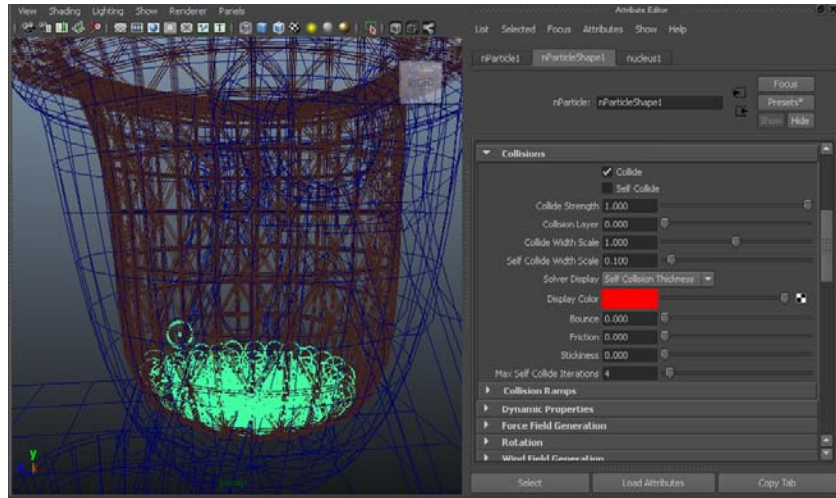 View Shading Lighting Show Renderer Panels
Attribute Editor
List Selected Focus Attributes Show Help
nParticle1 nParticleShape1 nucleus1
Focus
nParticle: nParticleShape1
Presets*
Show Hide
RIGHT
Collisions
Collide
Self Collide
Collide Strength 1.000
Collision Layer 0.000
Collide Width Scale 1.000
Self Collide Width Scale 0.100
Solver Display Self Collision Thickness
Display Color
Bounce 0.000
Friction 0.000
Stickiness 0.000
Max Self Collide Iterations 4
Collision Ramps
Dynamic Properties
Force Field Generation
Rotation
Wind Field Generation
y
Select Load Attributes Copy Tab